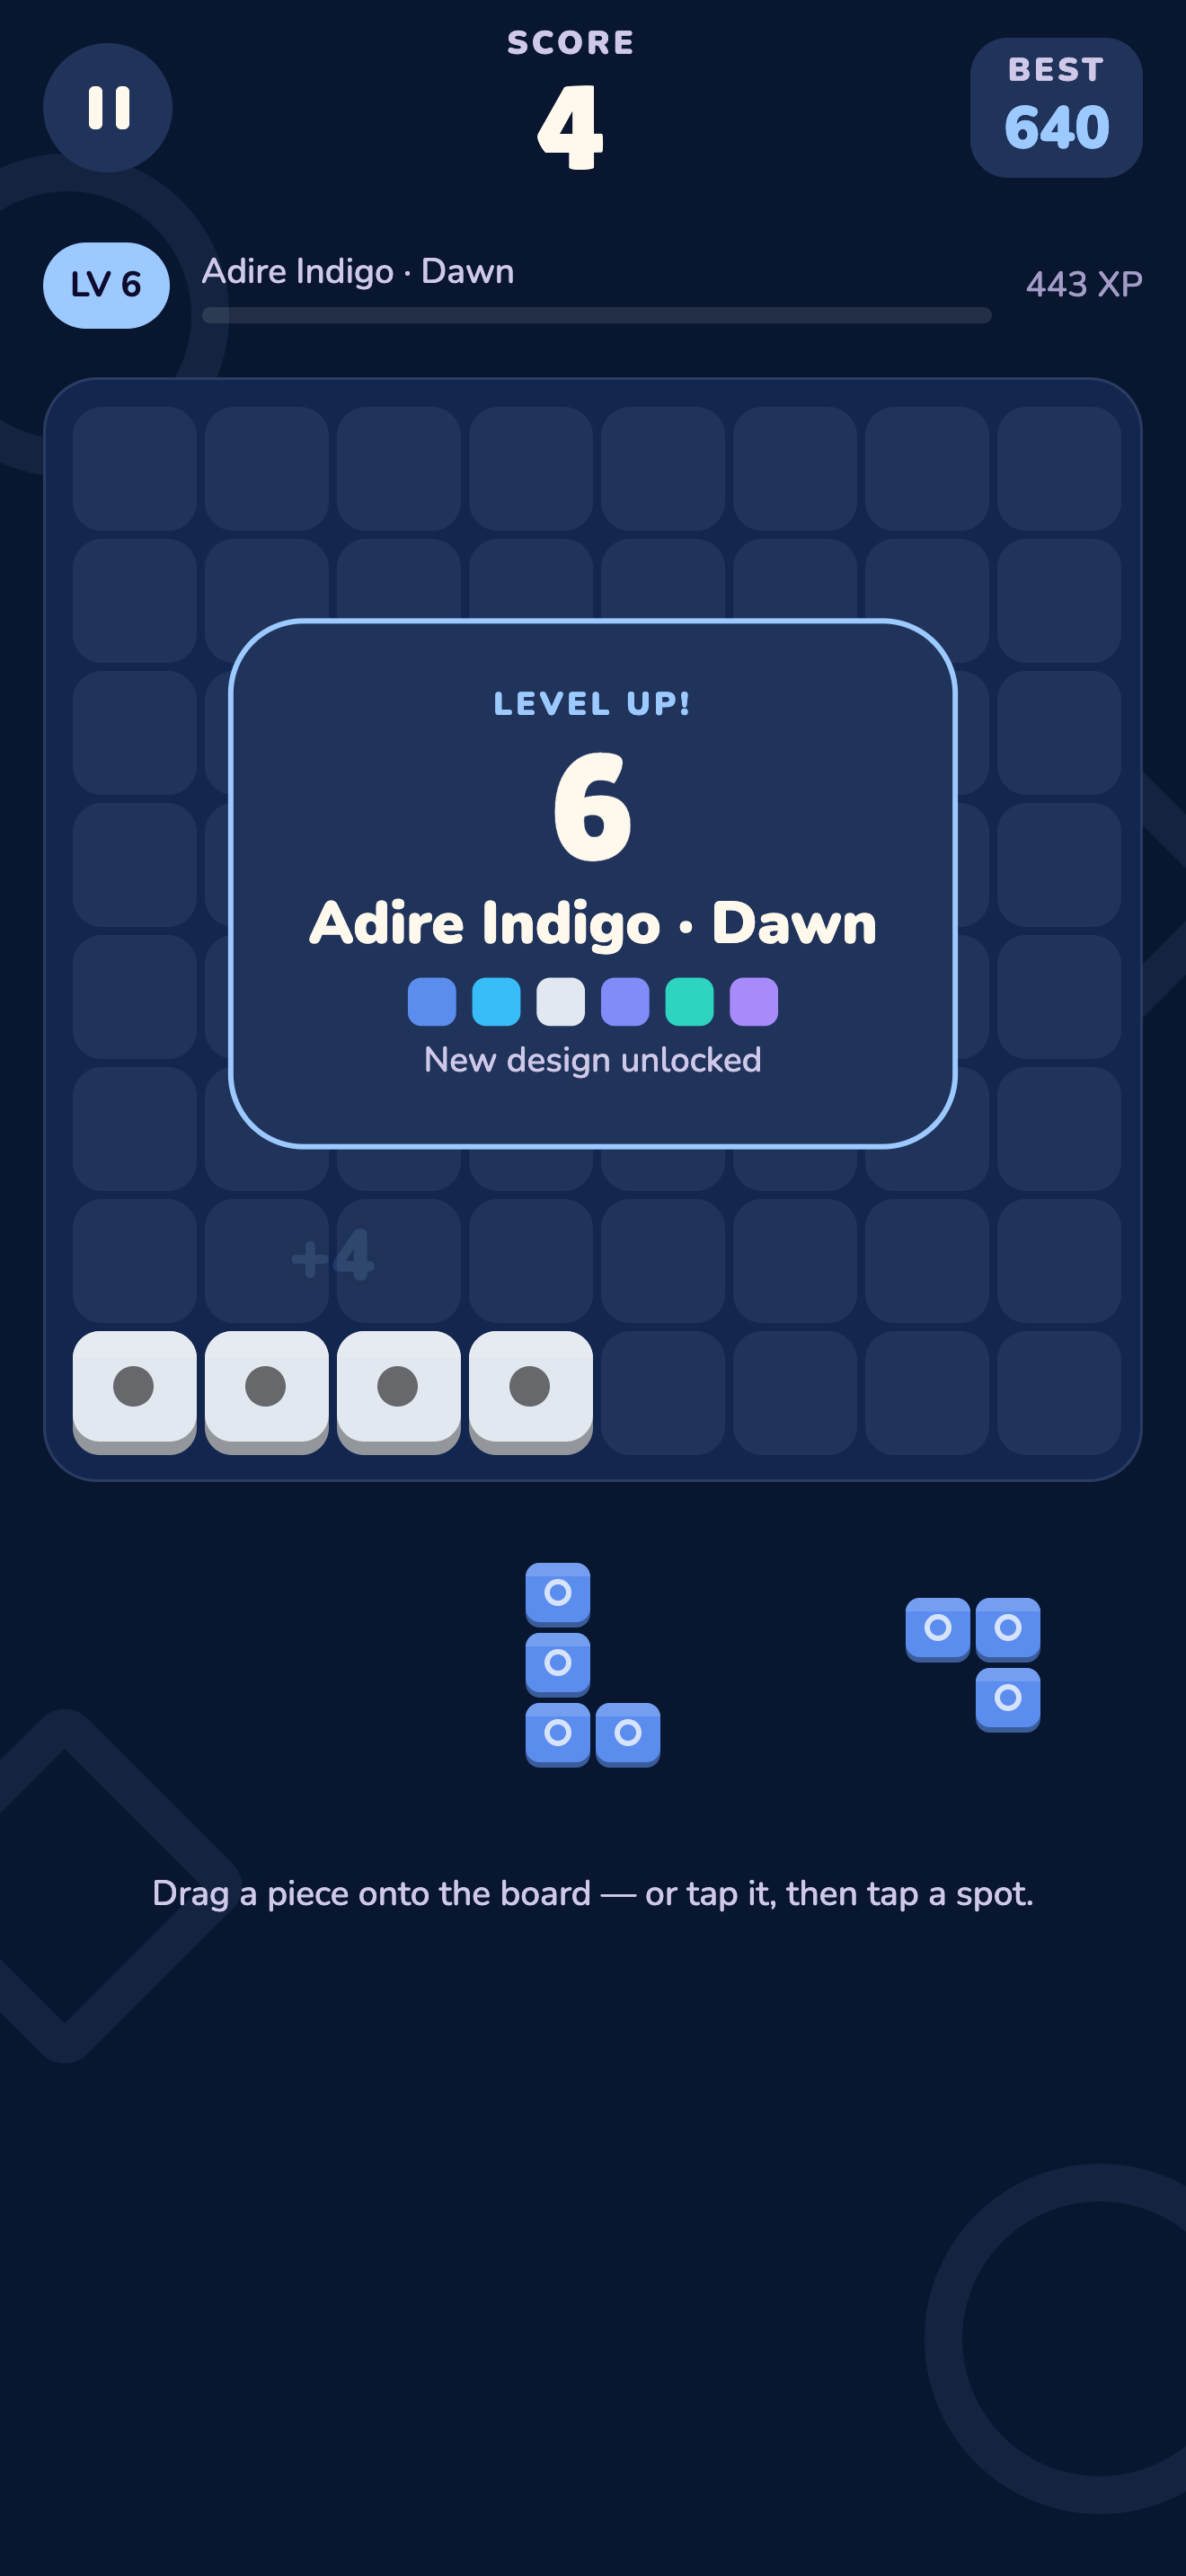 SCORE
4
BEST
640
LV 6
Adire Indigo · Dawn
443 XP
LEVEL UP!
6
Adire Indigo · Dawn
New design unlocked
+4
Drag a piece onto the board — or tap it, then tap a spot.